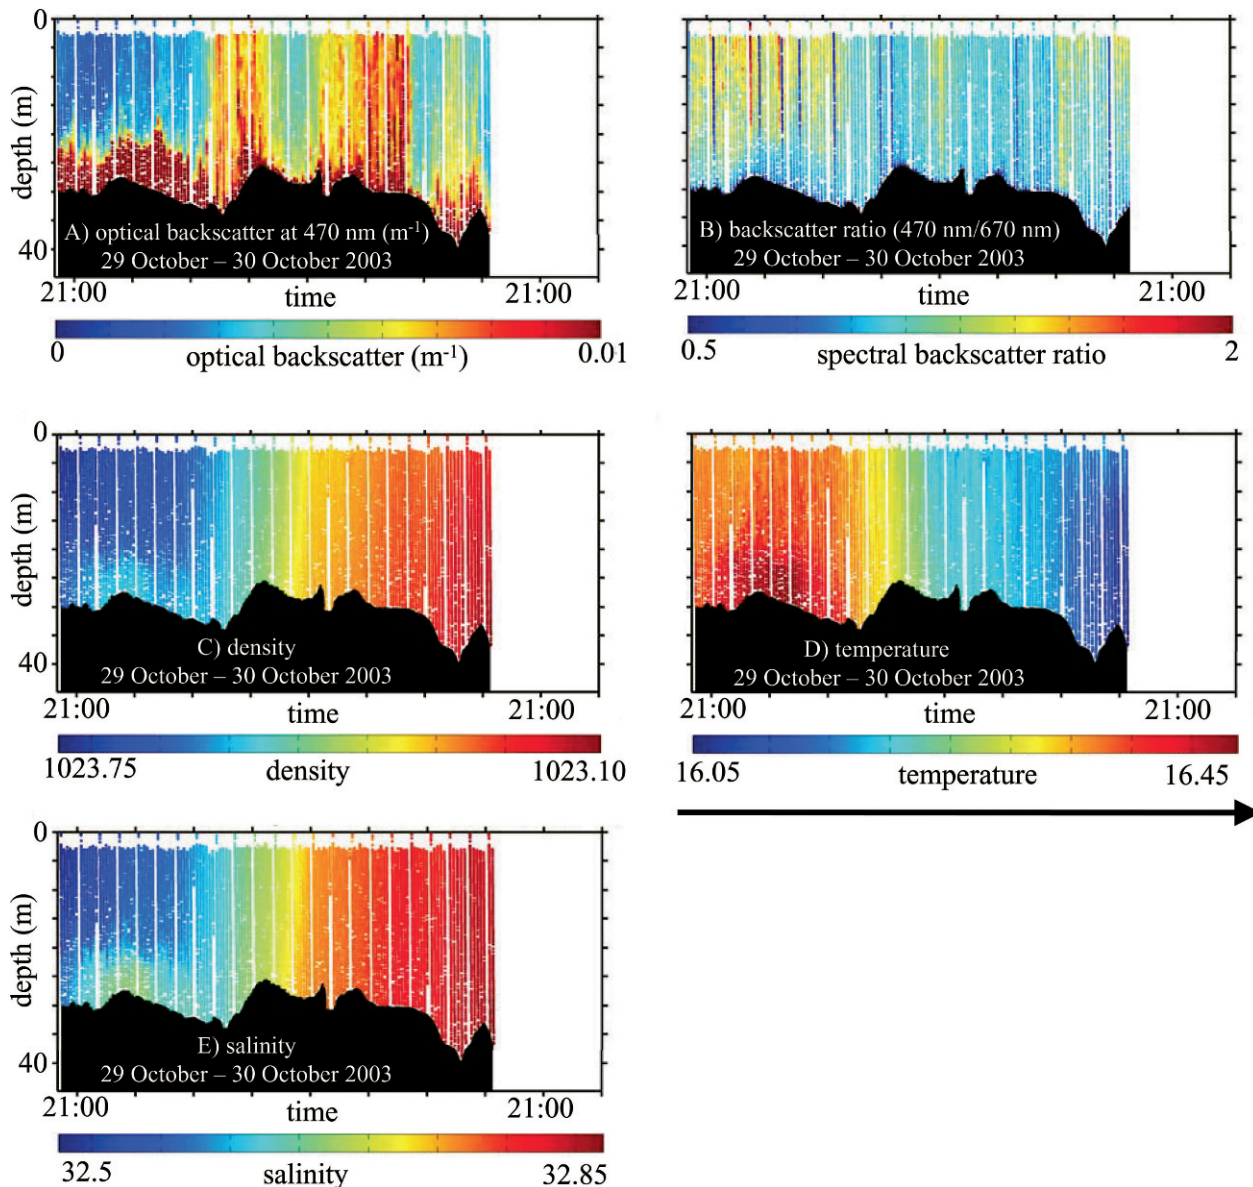 0
depth (m)
40
A) optical backscatter at 470 nm (m⁻¹)
29 October – 30 October 2003
21:00
time
21:00
0
optical backscatter (m⁻¹)
0.01
B) backscatter ratio (470 nm/670 nm)
29 October – 30 October 2003
21:00
time
21:00
0.5
spectral backscatter ratio
2
0
depth (m)
40
C) density
29 October – 30 October 2003
21:00
time
21:00
1023.75
density
1023.10
D) temperature
29 October – 30 October 2003
21:00
time
21:00
16.05
temperature
16.45
0
depth (m)
40
E) salinity
29 October – 30 October 2003
21:00
time
21:00
32.5
salinity
32.85